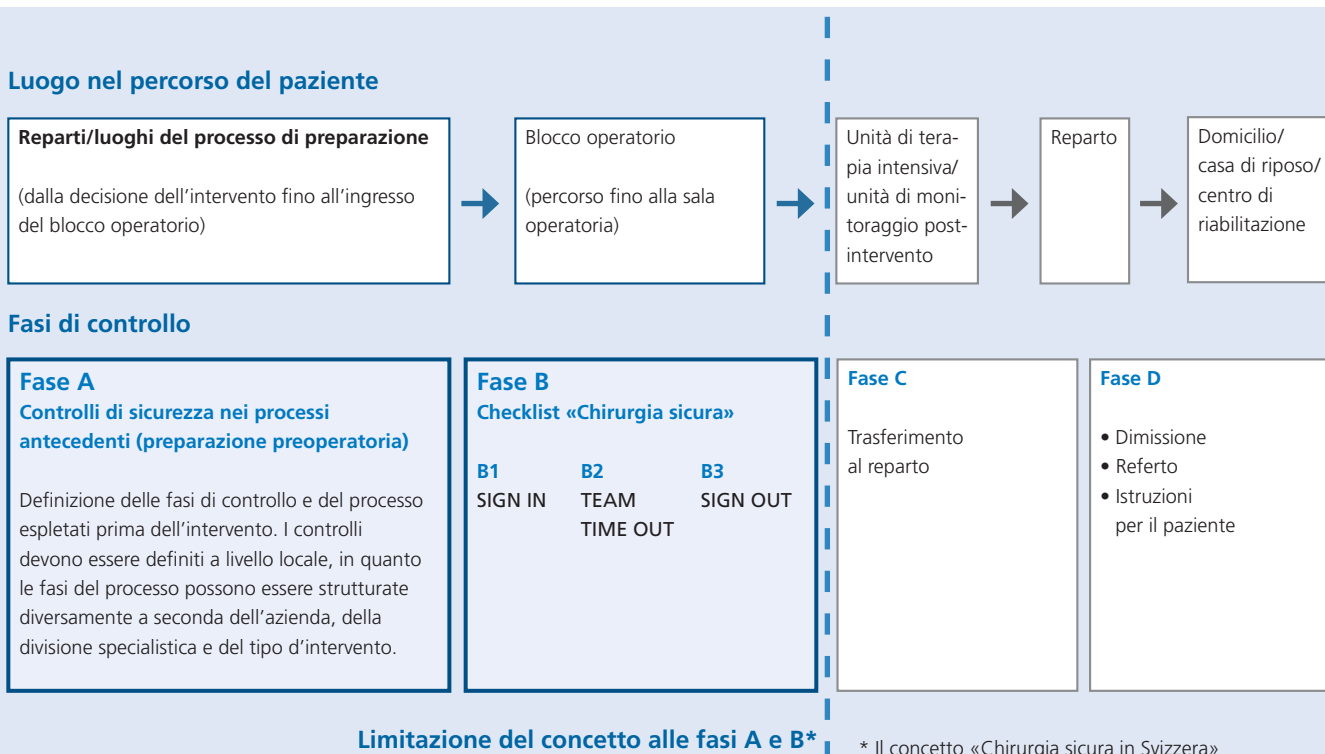 Luogo nel percorso del paziente
Reparti/luoghi del processo di preparazione
(dalla decisione dell’intervento fino all’ingresso
del blocco operatorio)
Blocco operatorio
(percorso fino alla sala
operatoria)
Unità di tera-
pia intensiva/
unità di moni-
toraggio post-
intervento
Reparto
Domicilio/
casa di riposo/
centro di
riabilitazione
Fasi di controllo
Fase A
Controlli di sicurezza nei processi
antecedenti (preparazione preoperatoria)
Definizione delle fasi di controllo e del processo
espletati prima dell’intervento. I controlli
devono essere definiti a livello locale, in quanto
le fasi del processo possono essere strutturate
diversamente a seconda dell’azienda, della
divisione specialistica e del tipo d’intervento.
Fase B
Checklist «Chirurgia sicura»
B1
SIGN IN
B2
TEAM
TIME OUT
B3
SIGN OUT
Fase C
Trasferimento
al reparto
Fase D
• Dimissione
• Referto
• Istruzioni
per il paziente
Limitazione del concetto alle fasi A e B*
* Il concetto «Chirurgia sicura in Svizzera»